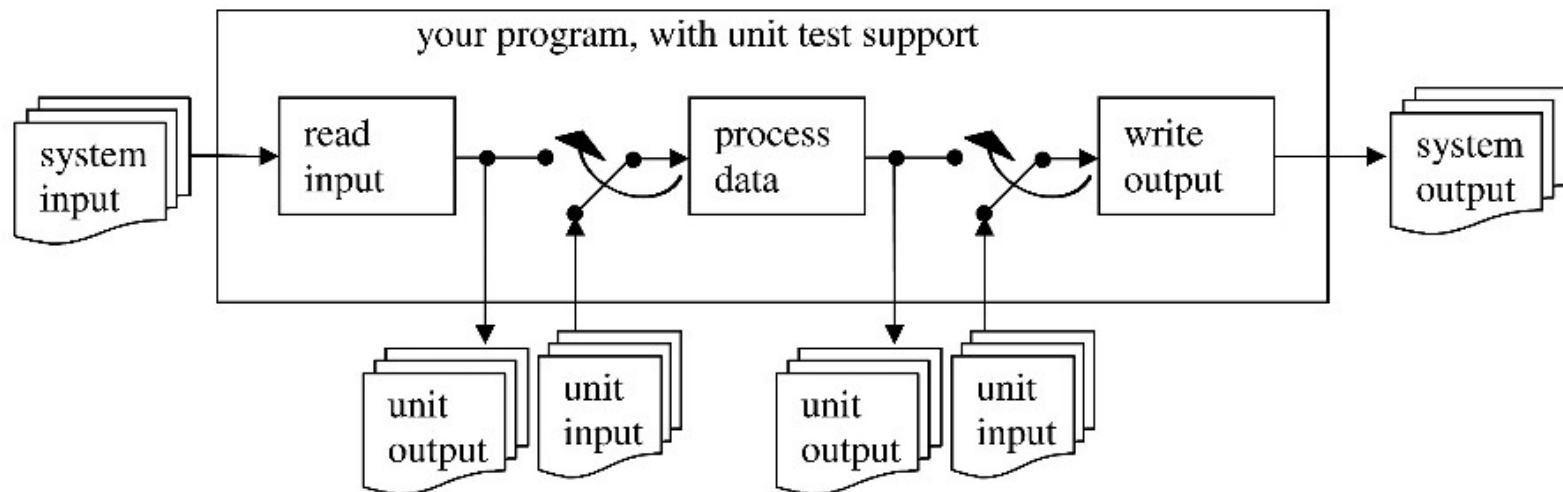 your program, with unit test support
system
input
read
input
process
data
write
output
system
output
unit
output
unit
input
unit
output
unit
input